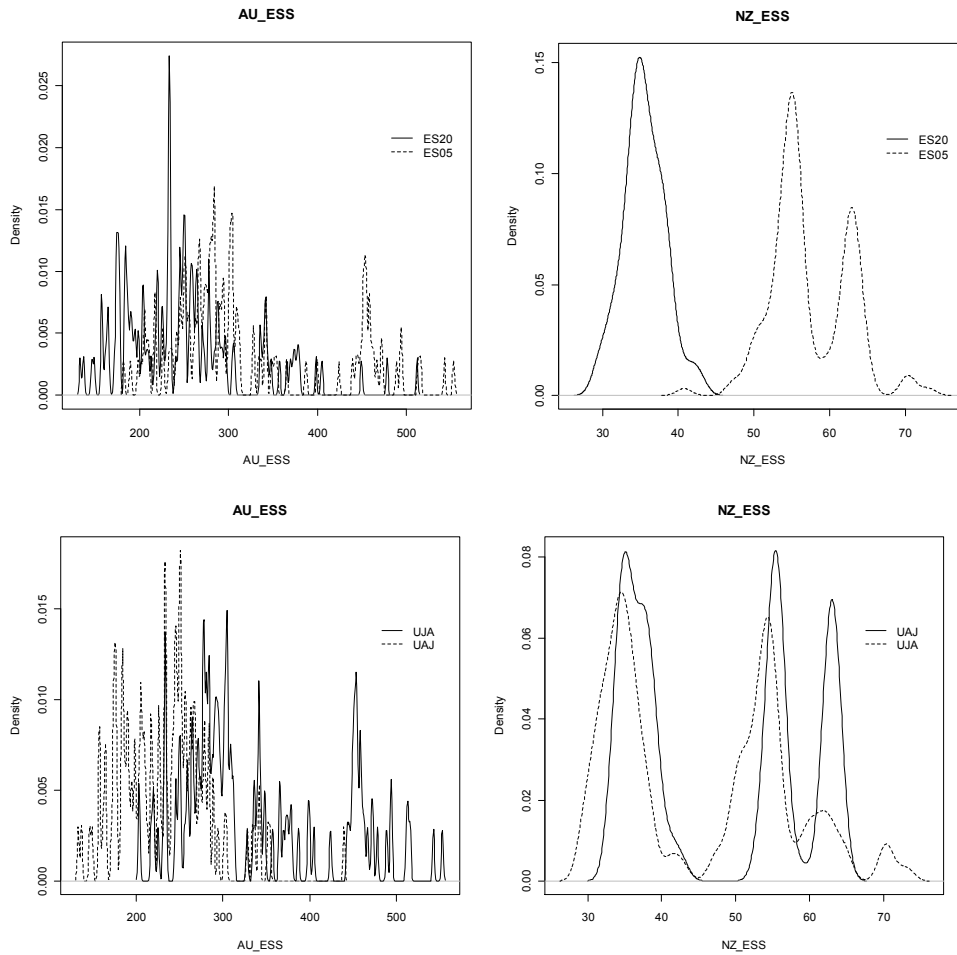 AU_ESS
Density
0.000
0.005
0.010
0.015
0.020
0.025
ES20
ES05
200
300
400
500
AU_ESS
NZ_ESS
Density
0.00
0.05
0.10
0.15
ES20
ES05
30
40
50
60
70
NZ_ESS
AU_ESS
Density
0.000
0.005
0.010
0.015
UJA
UAJ
200
300
400
500
AU_ESS
NZ_ESS
Density
0.00
0.02
0.04
0.06
0.08
UAJ
UJA
30
40
50
60
70
NZ_ESS